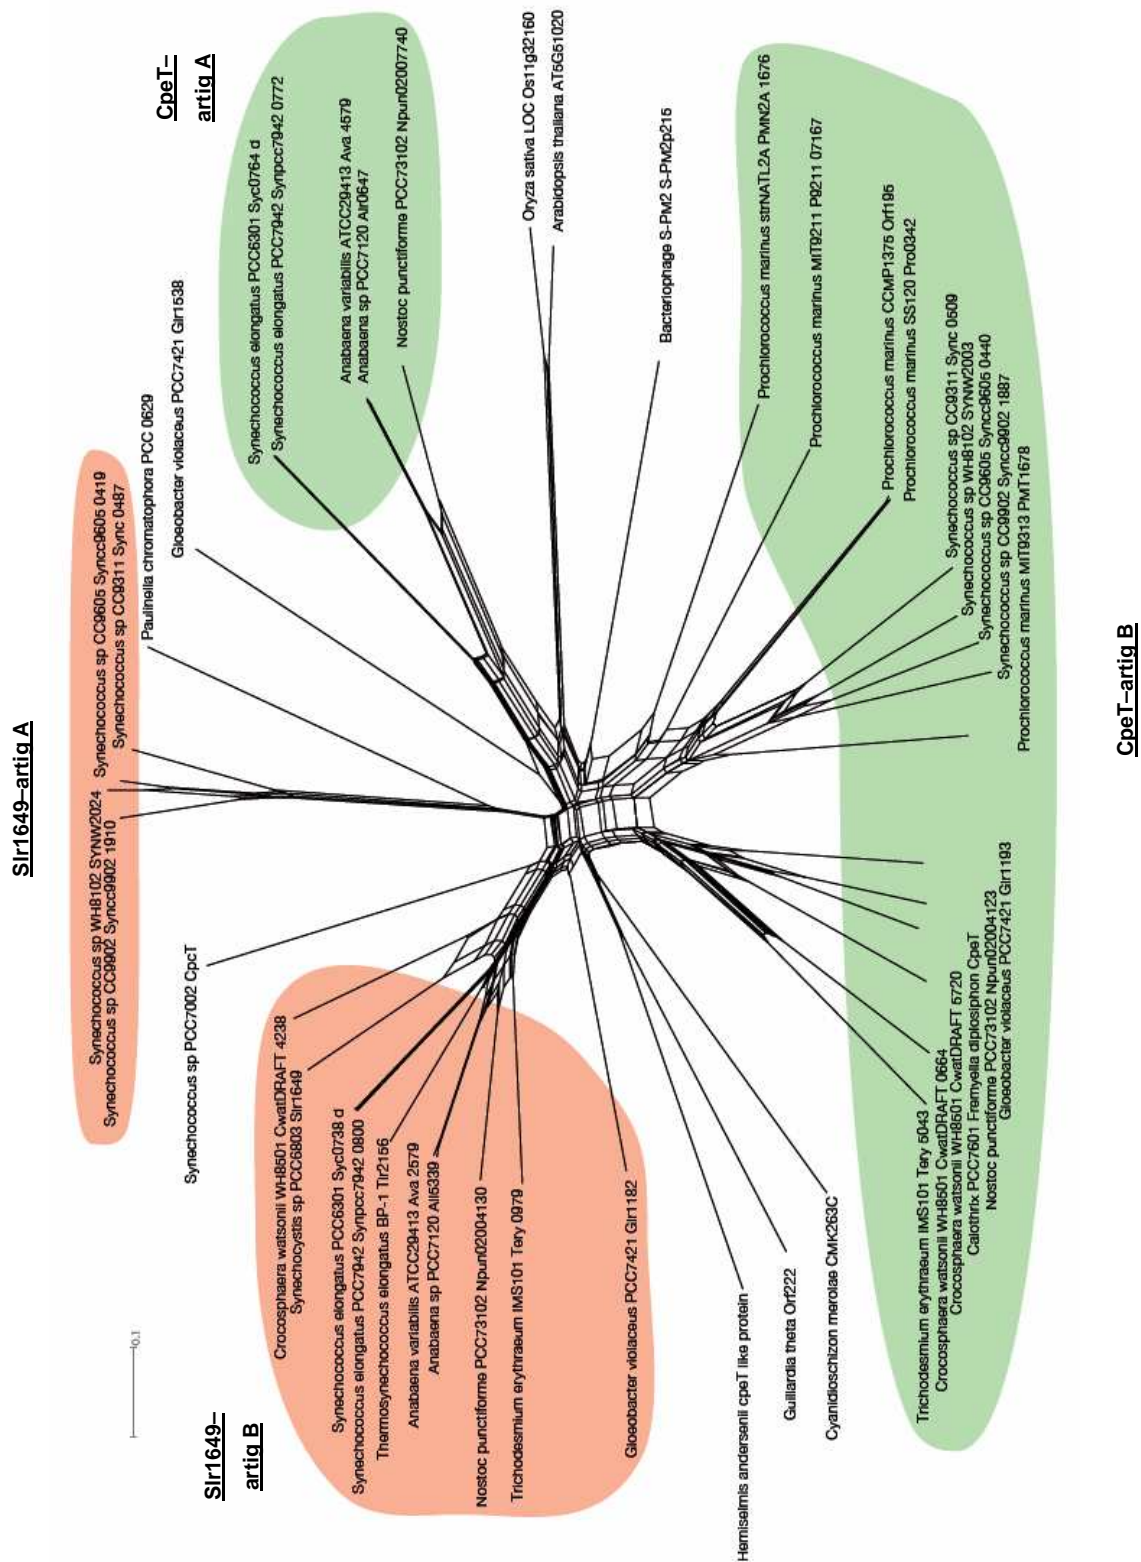 Slr1649–artig A
CpeT–
artig A
Slr1649–
artig B
CpeT–artig B
0.1
Synechococcus sp WH8102 SYNW2024
Synechococcus sp CC9902 Syncc9902 1910
Synechococcus sp CC9605 Syncc9605 0419
Synechococcus sp CC9311 Sync 0487
Paulinella chromatophora PCC 0629
Gloeobacter violaceus PCC7421 Glr1538
Synechococcus elongatus PCC6301 Syc0764 d
Synechococcus elongatus PCC7942 Synpcc7942 0772
Anabaena variabilis ATCC29413 Ava 4579
Anabaena sp PCC7120 Alr0647
Nostoc punctiforme PCC73102 Npun02007740
Oryza sativa LOC Os11g32160
Arabidopsis thaliana AT5G51020
Bacteriophage S-PM2 S-PM2p215
Prochlorococcus marinus strNATL2A PMN2A 1676
Prochlorococcus marinus MIT9211 P9211 07167
Prochlorococcus marinus CCMP1375 Orf195
Prochlorococcus marinus SS120 Pro0342
Synechococcus sp CC9311 Sync 0509
Synechococcus sp WH8102 SYNW2003
Synechococcus sp CC9605 Syncc9605 0440
Synechococcus sp CC9902 Syncc9902 1887
Prochlorococcus marinus MIT9313 PMT1678
Synechococcus sp PCC7002 CpcT
Crocosphaera watsonii WH8501 CwatDRAFT 4238
Synechocystis sp PCC6803 Slr1649
Synechococcus elongatus PCC6301 Syc0738 d
Synechococcus elongatus PCC7942 Synpcc7942 0800
Thermosynechococcus elongatus BP-1 Tlr2156
Anabaena variabilis ATCC29413 Ava 2579
Anabaena sp PCC7120 All5339
Nostoc punctiforme PCC73102 Npun02004130
Trichodesmium erythraeum IMS101 Tery 0979
Gloeobacter violaceus PCC7421 Glr1182
Hemiselmis andersenii cpeT like protein
Guillardia theta Orf222
Cyanidioschizon merolae CMK263C
Trichodesmium erythraeum IMS101 Tery 5043
Crocosphaera watsonii WH8501 CwatDRAFT 0664
Crocosphaera watsonii WH8501 CwatDRAFT 5720
Calothrix PCC7601 Fremyella diplosiphon CpeT
Nostoc punctiforme PCC73102 Npun02004123
Gloeobacter violaceus PCC7421 Glr1193